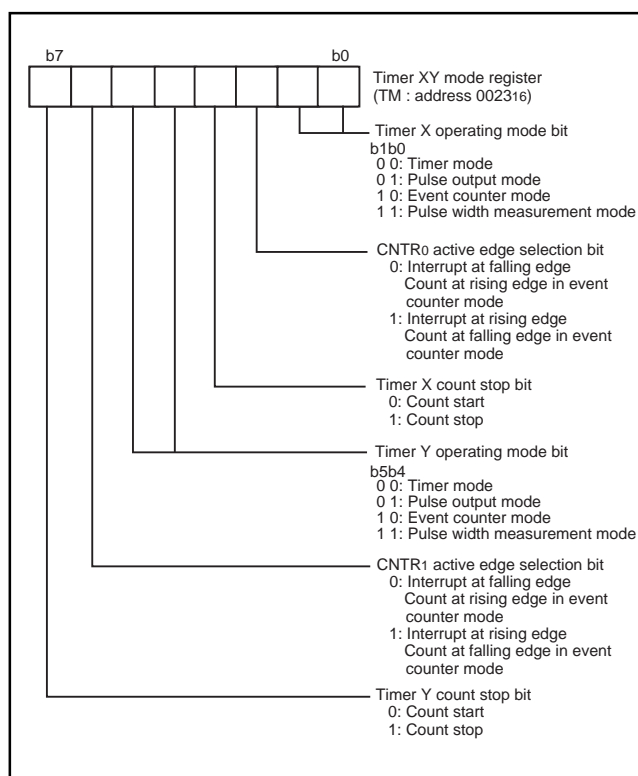 b7 b0
Timer XY mode register
(TM : address 002316)
Timer X operating mode bit
b1b0
0 0: Timer mode
0 1: Pulse output mode
1 0: Event counter mode
1 1: Pulse width measurement mode
CNTR0 active edge selection bit
0: Interrupt at falling edge
Count at rising edge in event
counter mode
1: Interrupt at rising edge
Count at falling edge in event
counter mode
Timer X count stop bit
0: Count start
1: Count stop
Timer Y operating mode bit
b5b4
0 0: Timer mode
0 1: Pulse output mode
1 0: Event counter mode
1 1: Pulse width measurement mode
CNTR1 active edge selection bit
0: Interrupt at falling edge
Count at rising edge in event
counter mode
1: Interrupt at rising edge
Count at falling edge in event
counter mode
Timer Y count stop bit
0: Count start
1: Count stop